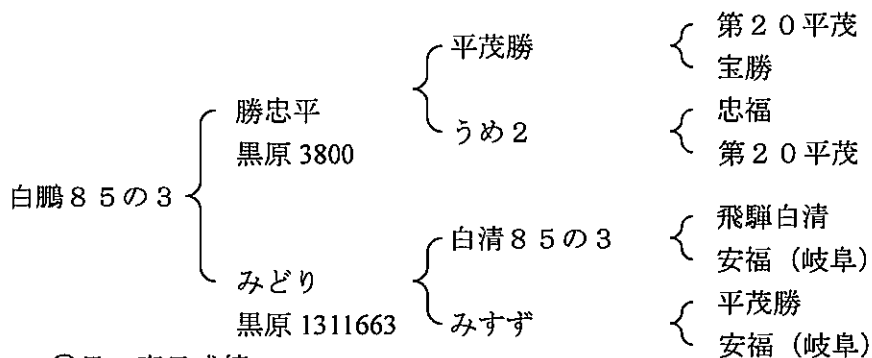 白鵬８５の３
勝忠平
黒原 3800
みどり
黒原 1311663
平茂勝
うめ２
白清８５の３
みすず
第２０平茂
宝勝
忠福
第２０平茂
飛騨白清
安福（岐阜）
平茂勝
安福（岐阜）